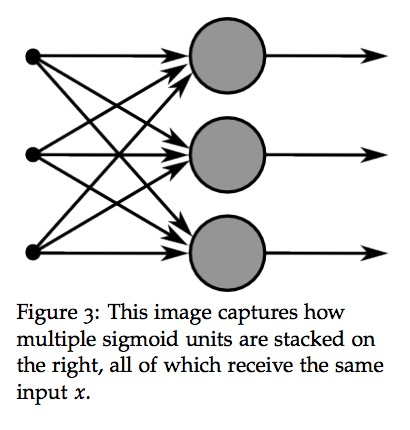 Figure 3: This image captures how
multiple sigmoid units are stacked on
the right, all of which receive the same
input x.